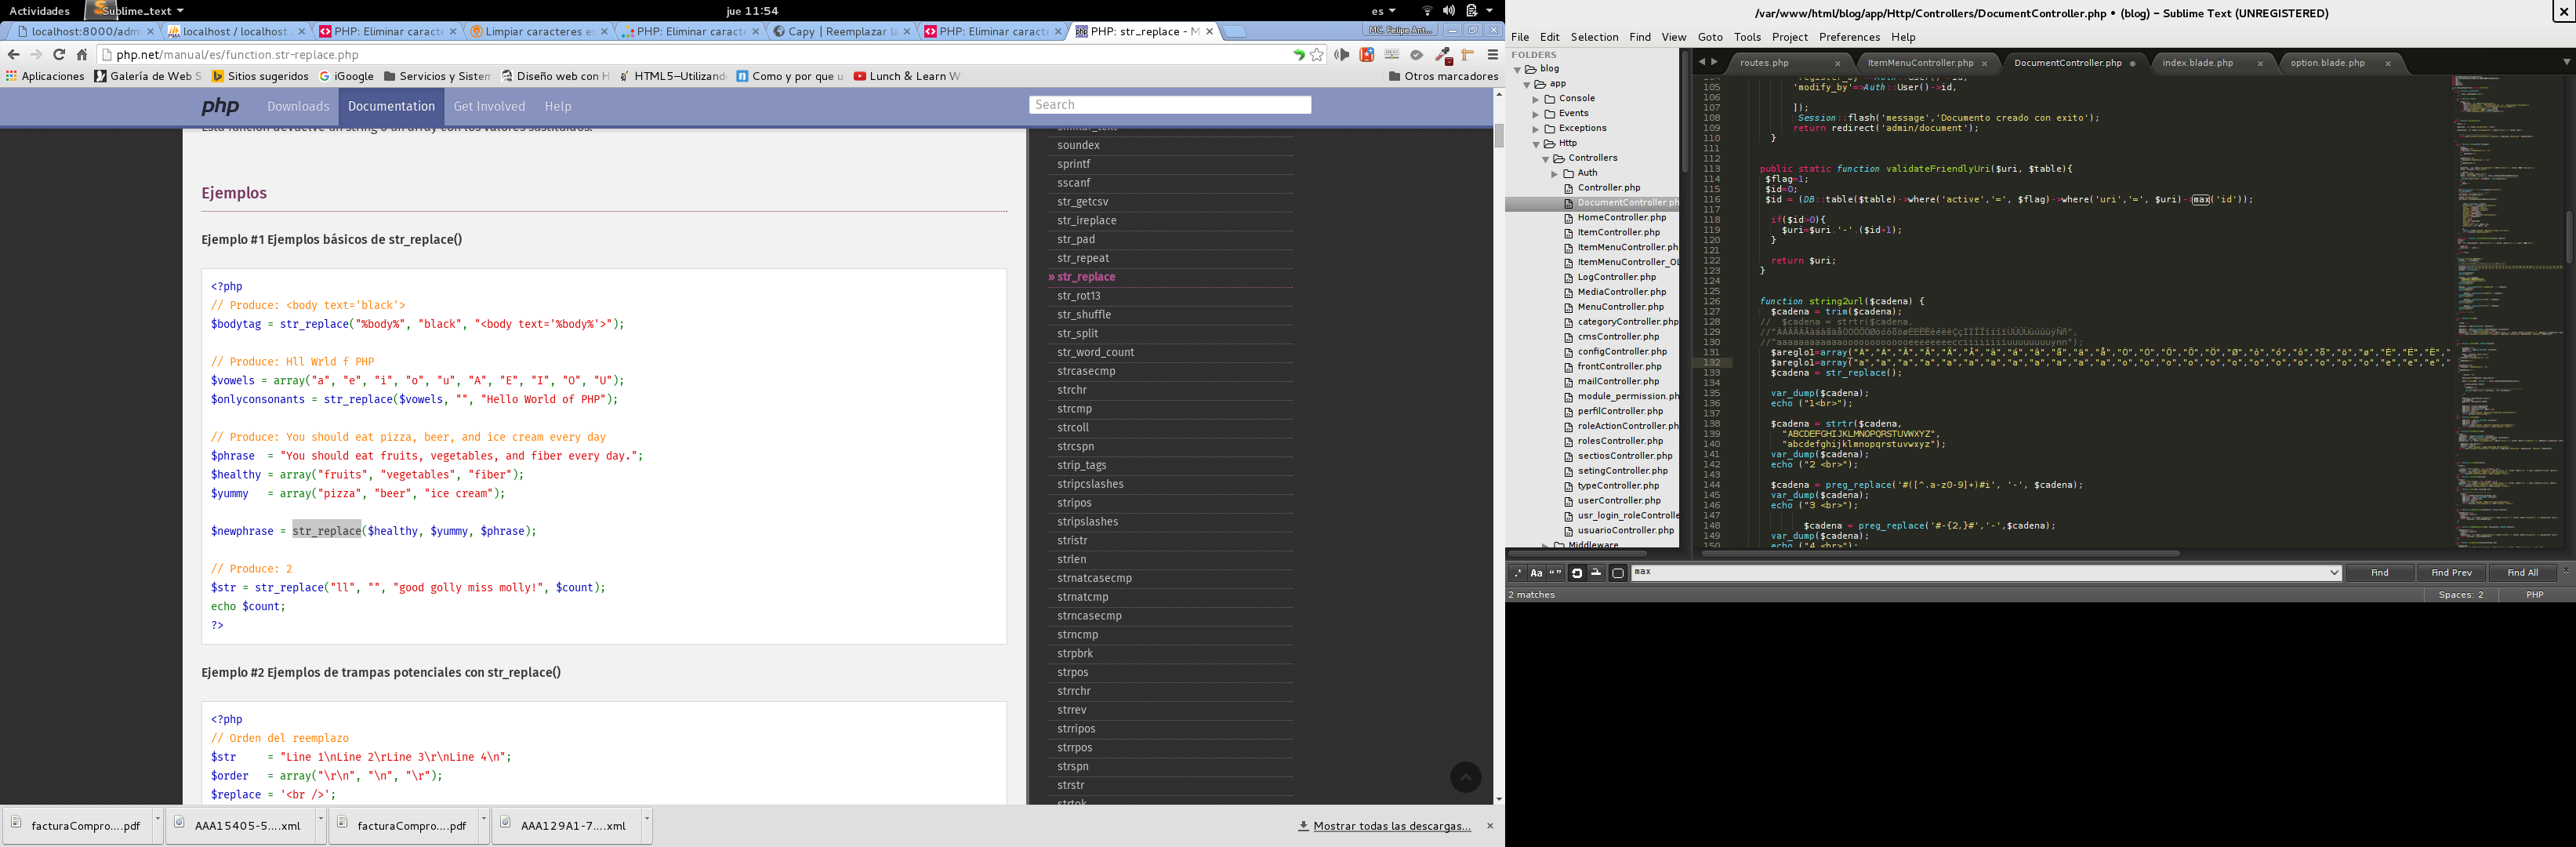 Actividades
Sublime_text
jue 11:54
es
localhost:8000/adm
localhost / localhost
PHP: Eliminar caract
Limpiar caracteres es
PHP: Eliminar caract
Capy | Reemplazar l
PHP: Eliminar caract
PHP: str_replace - M
MC. Felipe Ant...
php.net/manual/es/function.str-replace.php
Aplicaciones
Galería de Web S
Sitios sugeridos
iGoogle
Servicios y Sistem
Diseño web con H
HTML5—Utilizand
Como y por que u
Lunch & Learn W
Otros marcadores
php
Downloads
Documentation
Get Involved
Help
Search
Esta función devuelve un string o un array con los valores sustituidos.
Ejemplos
Ejemplo #1 Ejemplos básicos de str_replace()
<?php
// Produce: <body text='black'>
$bodytag = str_replace("%body%", "black", "<body text='%body%'>");
// Produce: Hll Wrld f PHP
$vowels = array("a", "e", "i", "o", "u", "A", "E", "I", "O", "U");
$onlyconsonants = str_replace($vowels, "", "Hello World of PHP");
// Produce: You should eat pizza, beer, and ice cream every day
$phrase  = "You should eat fruits, vegetables, and fiber every day.";
$healthy = array("fruits", "vegetables", "fiber");
$yummy   = array("pizza", "beer", "ice cream");
$newphrase = str_replace($healthy, $yummy, $phrase);
// Produce: 2
$str = str_replace("ll", "", "good golly miss molly!", $count);
echo $count;
?>
Ejemplo #2 Ejemplos de trampas potenciales con str_replace()
<?php
// Orden del reemplazo
$str     = "Line 1\nLine 2\rLine 3\r\nLine 4\n";
$order   = array("\r\n", "\n", "\r");
$replace = '<br />';
similar_text
soundex
sprintf
sscanf
str_getcsv
str_ireplace
str_pad
str_repeat
» str_replace
str_rot13
str_shuffle
str_split
str_word_count
strcasecmp
strchr
strcmp
strcoll
strcspn
strip_tags
stripcslashes
stripos
stripslashes
stristr
strlen
strnatcasecmp
strnatcmp
strncasecmp
strncmp
strpbrk
strpos
strrchr
strrev
strripos
strrpos
strspn
strstr
strtok
facturaCompro....pdf
AAA15405-5....xml
facturaCompro....pdf
AAA129A1-7....xml
Mostrar todas las descargas...
/var/www/html/blog/app/Http/Controllers/DocumentController.php • (blog) – Sublime Text (UNREGISTERED)
File Edit Selection Find View Goto Tools Project Preferences Help
FOLDERS
blog
app
Console
Events
Exceptions
Http
Controllers
Auth
Controller.php
DocumentController.ph
HomeController.php
ItemController.php
ItemMenuController.ph
ItemMenuController_OL
LogController.php
MediaController.php
MenuController.php
categoryController.php
cmsController.php
configController.php
frontController.php
mailController.php
module_permission.ph
perfilController.php
roleActionController.ph
rolesController.php
sectiosController.php
setingController.php
typeController.php
userController.php
usr_login_roleControlle
usuarioController.php
Middleware
routes.php
ItemMenuController.php
DocumentController.php
index.blade.php
option.blade.php
104 'register_by'=>Auth::User()->id,
105 'modify_by'=>Auth::User()->id,
106
107 ]);
108 Session::flash('message','Documento creado con exito');
109 return redirect('admin/document');
110 }
111
112
113 public static function validateFriendlyUri($uri, $table){
114 $flag=1;
115 $id=0;
116 $id = (DB::table($table)->where('active','=', $flag)->where('uri','=', $uri)->max('id'));
117
118 if($id>0){
119 $uri=$uri.'-'.($id+1);
120 }
121
122 return $uri;
123 }
124
125
126 function string2url($cadena) {
127 $cadena = trim($cadena);
128 //  $cadena = strtr($cadena,
129
130
131 $areglo1=array(
132 $areglo1=array(
133 $cadena = str_replace();
134
135 var_dump($cadena);
136 echo ("1<br>");
137
138 $cadena = strtr($cadena,
139 "ABCDEFGHIJKLMNOPQRSTUVWXYZ",
140 "abcdefghijklmnopqrstuvwxyz");
141 var_dump($cadena);
142 echo ("2 <br>");
143
144 $cadena = preg_replace('#([^.a-z0-9]+)#i', '-', $cadena);
145 var_dump($cadena);
146 echo ("3 <br>");
147
148 $cadena = preg_replace('#-{2,}#','-',$cadena);
149 var_dump($cadena);
150 echo ("4 <br>");
.* Aa “”
max
Find
Find Prev
Find All
2 matches
Spaces: 2
PHP